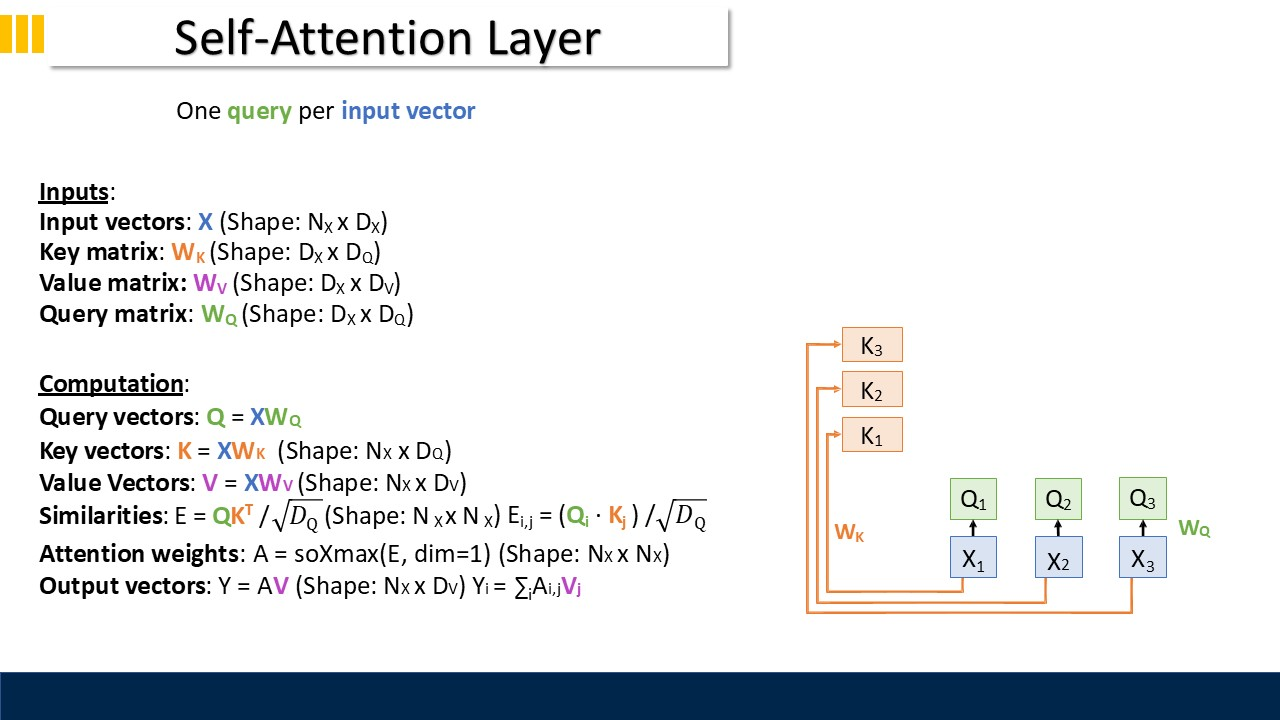 Self-Attention Layer
One query per input vector
Inputs:
Input vectors: X (Shape: Nx x Dx)
Key matrix: WK (Shape: Dx x DQ)
Value matrix: WV (Shape: Dx x DV)
Query matrix: WQ (Shape: Dx x DQ)
Computation:
Query vectors: Q = XWQ
Key vectors: K = XWK (Shape: Nx x DQ)
Value Vectors: V = XWV (Shape: Nx x DV)
Similarities: E = QKᵀ /√DQ (Shape: N x x N x) Ei,j = (Qi · Kj ) /√DQ
Attention weights: A = soXmax(E, dim=1) (Shape: Nx x Nx)
Output vectors: Y = AV (Shape: Nx x DV) Yi = ∑jAi,jVj
K3
K2
K1
Q1 Q2 Q3
WK WQ
X1 X2 X3